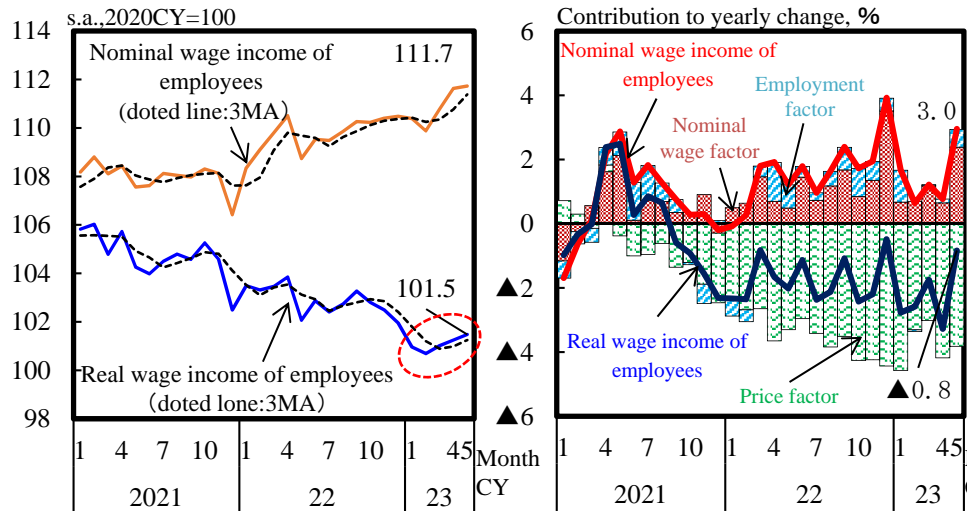 s.a.,2020CY=100
114
112
110
108
106
104
102
100
98
Nominal wage income of
employees
(doted line:3MA)
111.7
101.5
Real wage income of employees
(doted lone:3MA)
1 4 7 10 1 4 7 10 1 45
Month
2021 22 23
CY
Contribution to yearly change, %
6
4
2
0
▲2
▲4
▲6
Nominal wage income of
employees
Employment
factor
Nominal
wage factor
3.0
Real wage income of
employees
Price factor
▲0.8
1 4 7 10 1 4 7 10 1 45
2021 22 23